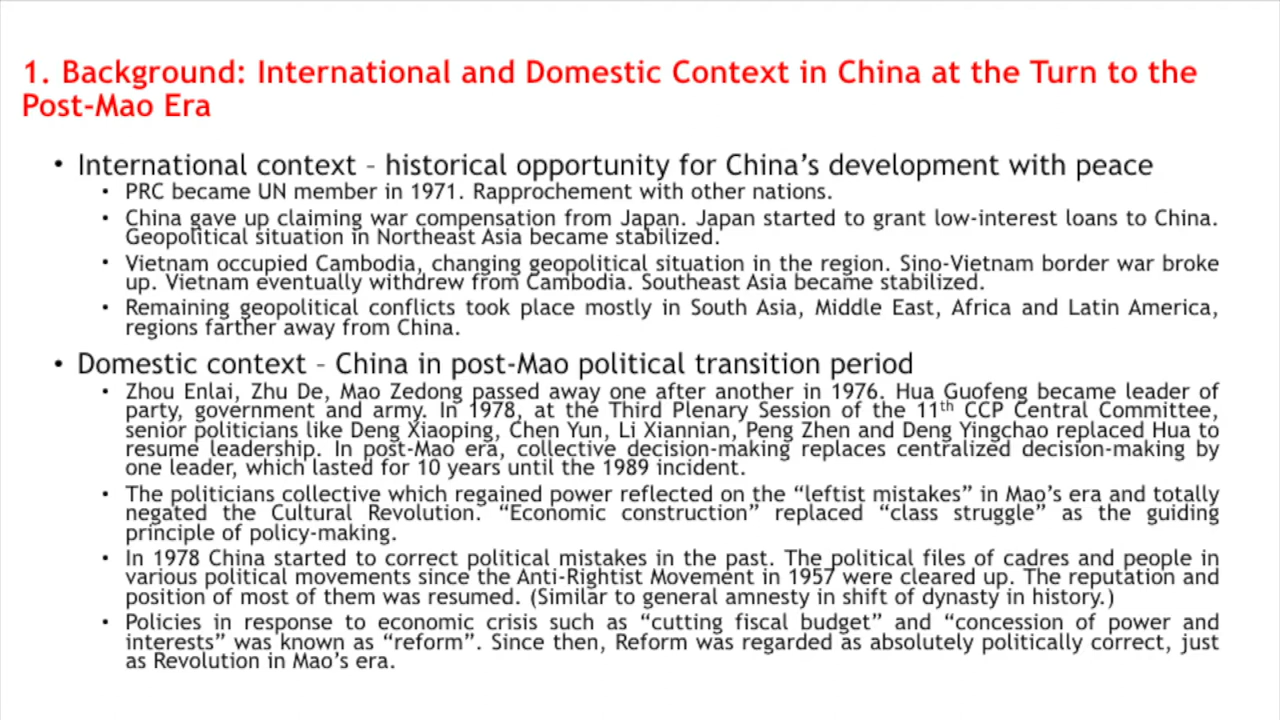 1. Background: International and Domestic Context in China at the Turn to the
Post-Mao Era
• International context – historical opportunity for China's development with peace
• PRC became UN member in 1971. Rapprochement with other nations.
• China gave up claiming war compensation from Japan. Japan started to grant low-interest loans to China.
Geopolitical situation in Northeast Asia became stabilized.
• Vietnam occupied Cambodia, changing geopolitical situation in the region. Sino-Vietnam border war broke
up. Vietnam eventually withdrew from Cambodia. Southeast Asia became stabilized.
• Remaining geopolitical conflicts took place mostly in South Asia, Middle East, Africa and Latin America,
regions farther away from China.
• Domestic context – China in post-Mao political transition period
• Zhou Enlai, Zhu De, Mao Zedong passed away one after another in 1976. Hua Guofeng became leader of
party, government and army. In 1978, at the Third Plenary Session of the 11th CCP Central Committee,
senior politicians like Deng Xiaoping, Chen Yun, Li Xiannian, Peng Zhen and Deng Yingchao replaced Hua to
resume leadership. In post-Mao era, collective decision-making replaces centralized decision-making by
one leader, which lasted for 10 years until the 1989 incident.
• The politicians collective which regained power reflected on the “leftist mistakes” in Mao's era and totally
negated the Cultural Revolution. “Economic construction” replaced “class struggle” as the guiding
principle of policy-making.
• In 1978 China started to correct political mistakes in the past. The political files of cadres and people in
various political movements since the Anti-Rightist Movement in 1957 were cleared up. The reputation and
position of most of them was resumed. (Similar to general amnesty in shift of dynasty in history.)
• Policies in response to economic crisis such as “cutting fiscal budget” and “concession of power and
interests” was known as “reform”. Since then, Reform was regarded as absolutely politically correct, just
as Revolution in Mao's era.